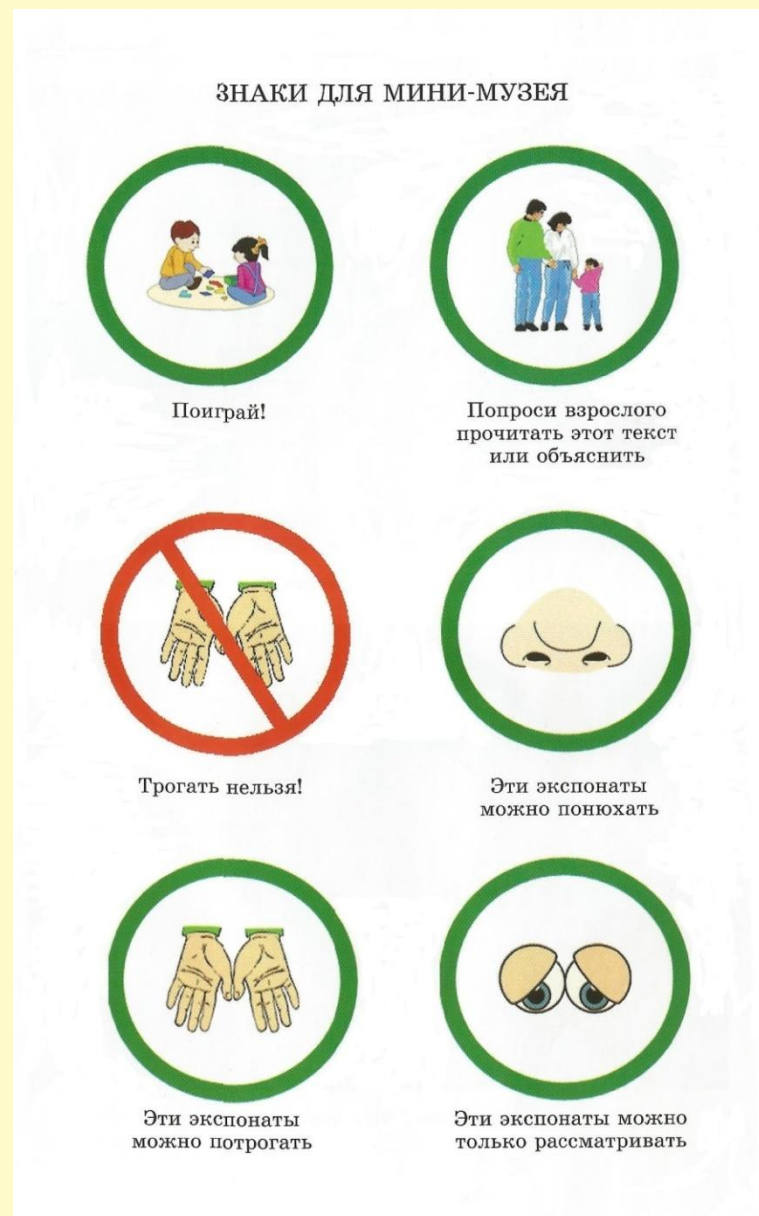 ЗНАКИ ДЛЯ МИНИ-МУЗЕЯ
Поиграй!
Попроси взрослого
прочитать этот текст
или объяснить
Трогать нельзя!
Эти экспонаты
можно понюхать
Эти экспонаты
можно потрогать
Эти экспонаты можно
только рассматривать